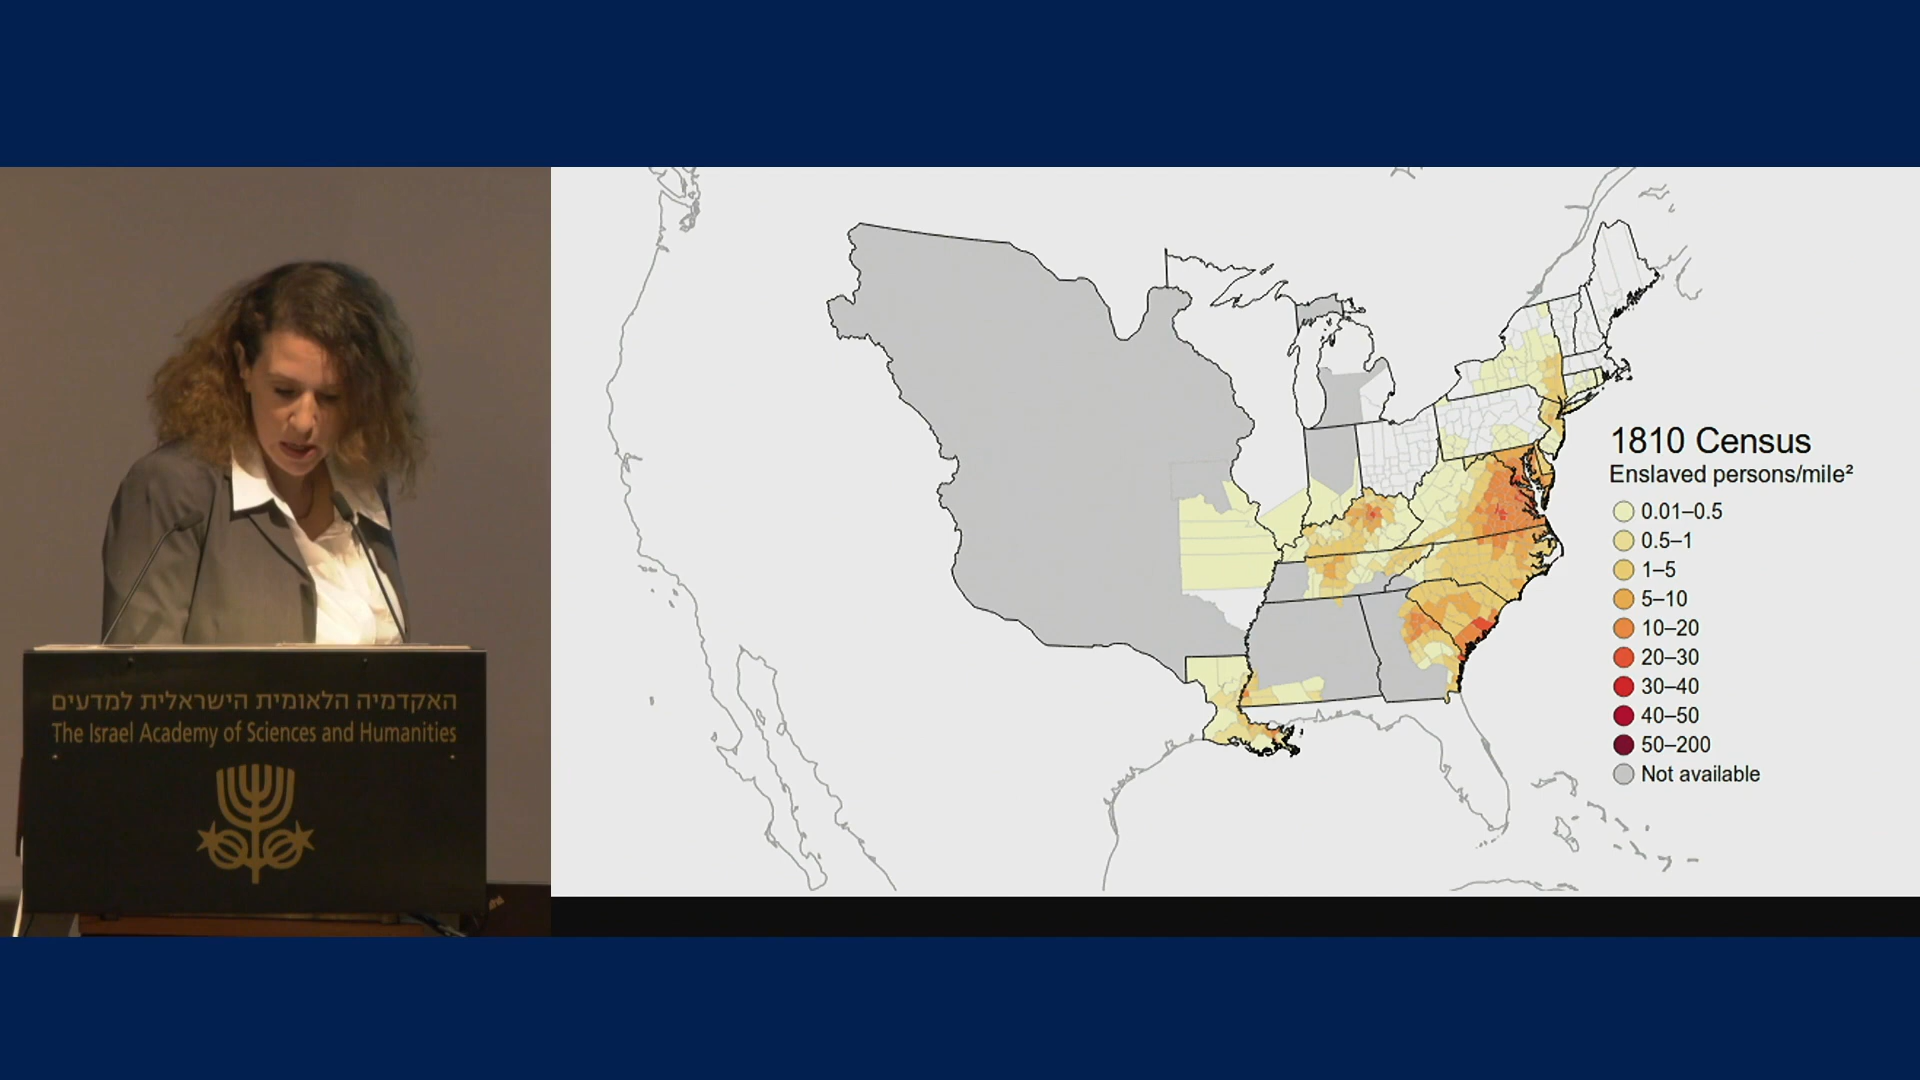 האקדמיה הלאומית הישראלית למדעים
The Israel Academy of Sciences and Humanities
1810 Census
Enslaved persons/mile²
0.01–0.5
0.5–1
1–5
5–10
10–20
20–30
30–40
40–50
50–200
Not available